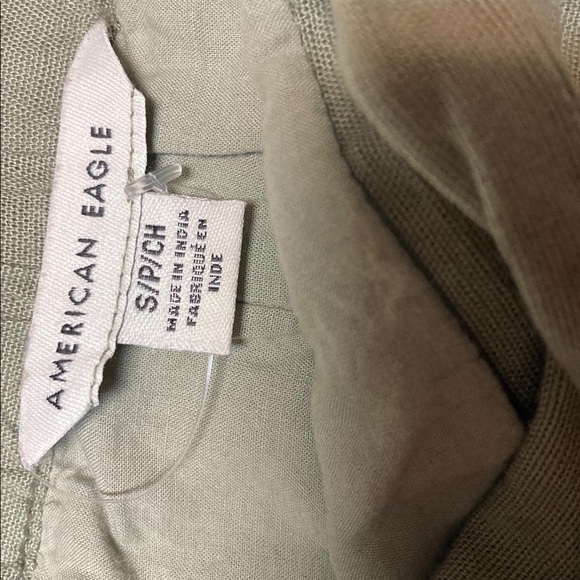 AMERICAN EAGLE
S/P/CH
MADE IN INDIA
FABRIQUÉ EN
INDE